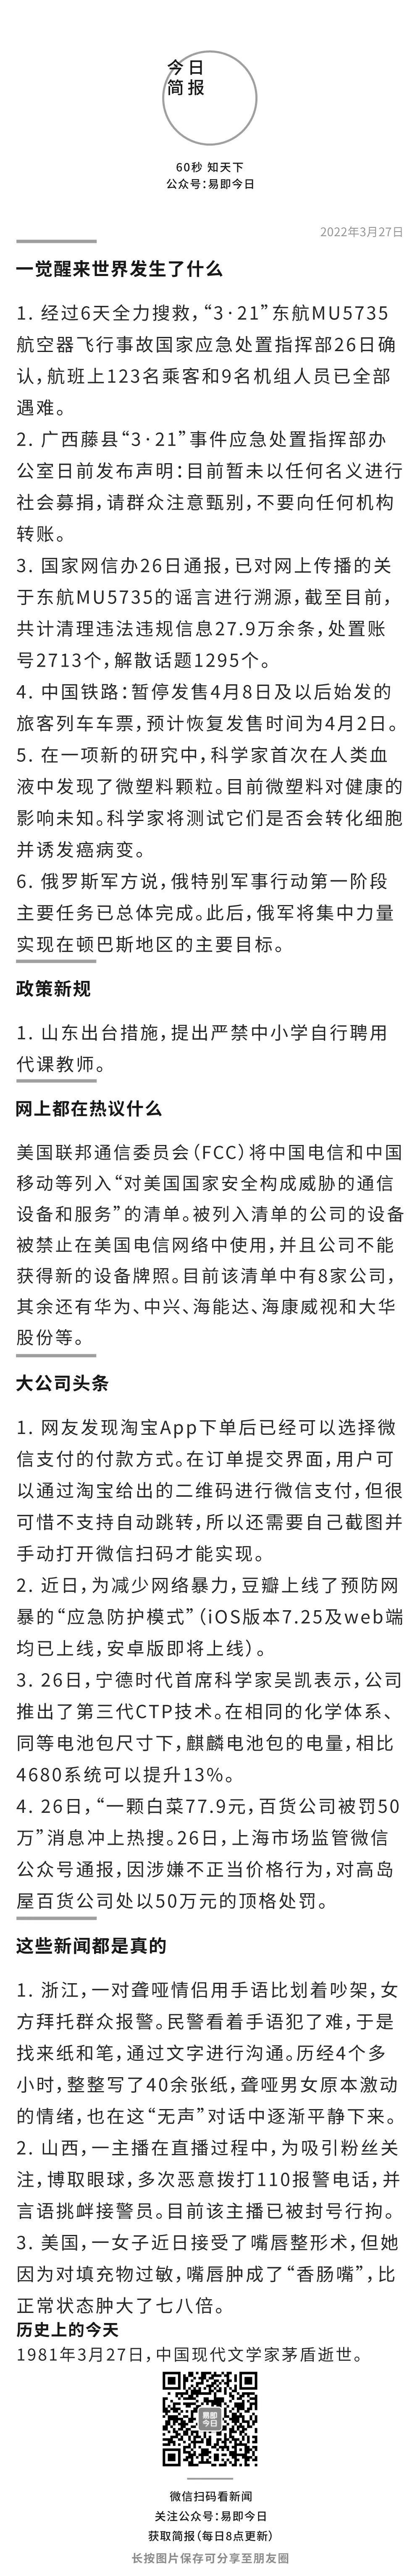 今日
简报
60秒 知天下
公众号：易即今日
2022年3月27日
一觉醒来世界发生了什么
1. 经过6天全力搜救，“3·21”东航MU5735
航空器飞行事故国家应急处置指挥部26日确
认，航班上123名乘客和9名机组人员已全部
遇难。
2. 广西藤县“3·21”事件应急处置指挥部办
公室日前发布声明：目前暂未以任何名义进行
社会募捐，请群众注意甄别，不要向任何机构
转账。
3. 国家网信办26日通报，已对网上传播的关
于东航MU5735的谣言进行溯源，截至目前，
共计清理违法违规信息27.9万余条，处置账
号2713个，解散话题1295个。
4. 中国铁路：暂停发售4月8日及以后始发的
旅客列车车票，预计恢复发售时间为4月2日。
5. 在一项新的研究中，科学家首次在人类血
液中发现了微塑料颗粒。目前微塑料对健康的
影响未知。科学家将测试它们是否会转化细胞
并诱发癌病变。
6. 俄罗斯军方说，俄特别军事行动第一阶段
主要任务已总体完成。此后，俄军将集中力量
实现在顿巴斯地区的主要目标。
政策新规
1. 山东出台措施，提出严禁中小学自行聘用
代课教师。
网上都在热议什么
美国联邦通信委员会（FCC）将中国电信和中国
移动等列入“对美国国家安全构成威胁的通信
设备和服务”的清单。被列入清单的公司的设备
被禁止在美国电信网络中使用，并且公司不能
获得新的设备牌照。目前该清单中有8家公司，
其余还有华为、中兴、海能达、海康威视和大华
股份等。
大公司头条
1. 网友发现淘宝App下单后已经可以选择微
信支付的付款方式。在订单提交界面，用户可
以通过淘宝给出的二维码进行微信支付，但很
可惜不支持自动跳转，所以还需要自己截图并
手动打开微信扫码才能实现。
2. 近日，为减少网络暴力，豆瓣上线了预防网
暴的“应急防护模式”（iOS版本7.25及web端
均已上线，安卓版即将上线）。
3. 26日，宁德时代首席科学家吴凯表示，公司
推出了第三代CTP技术。在相同的化学体系、
同等电池包尺寸下，麒麟电池包的电量，相比
4680系统可以提升13%。
4. 26日，“一颗白菜77.9元，百货公司被罚50
万”消息冲上热搜。26日，上海市场监管微信
公众号通报，因涉嫌不正当价格行为，对高岛
屋百货公司处以50万元的顶格处罚。
这些新闻都是真的
1. 浙江，一对聋哑情侣用手语比划着吵架，女
方拜托群众报警。民警看着手语犯了难，于是
找来纸和笔，通过文字进行沟通。历经4个多
小时，整整写了40余张纸，聋哑男女原本激动
的情绪，也在这“无声”对话中逐渐平静下来。
2. 山西，一主播在直播过程中，为吸引粉丝关
注，博取眼球，多次恶意拨打110报警电话，并
言语挑衅接警员。目前该主播已被封号行拘。
3. 美国，一女子近日接受了嘴唇整形术，但她
因为对填充物过敏，嘴唇肿成了“香肠嘴”，比
正常状态肿大了七八倍。
历史上的今天
1981年3月27日，中国现代文学家茅盾逝世。
易即
今日
微信扫码看新闻
关注公众号：易即今日
获取简报（每日8点更新）
长按图片保存可分享至朋友圈